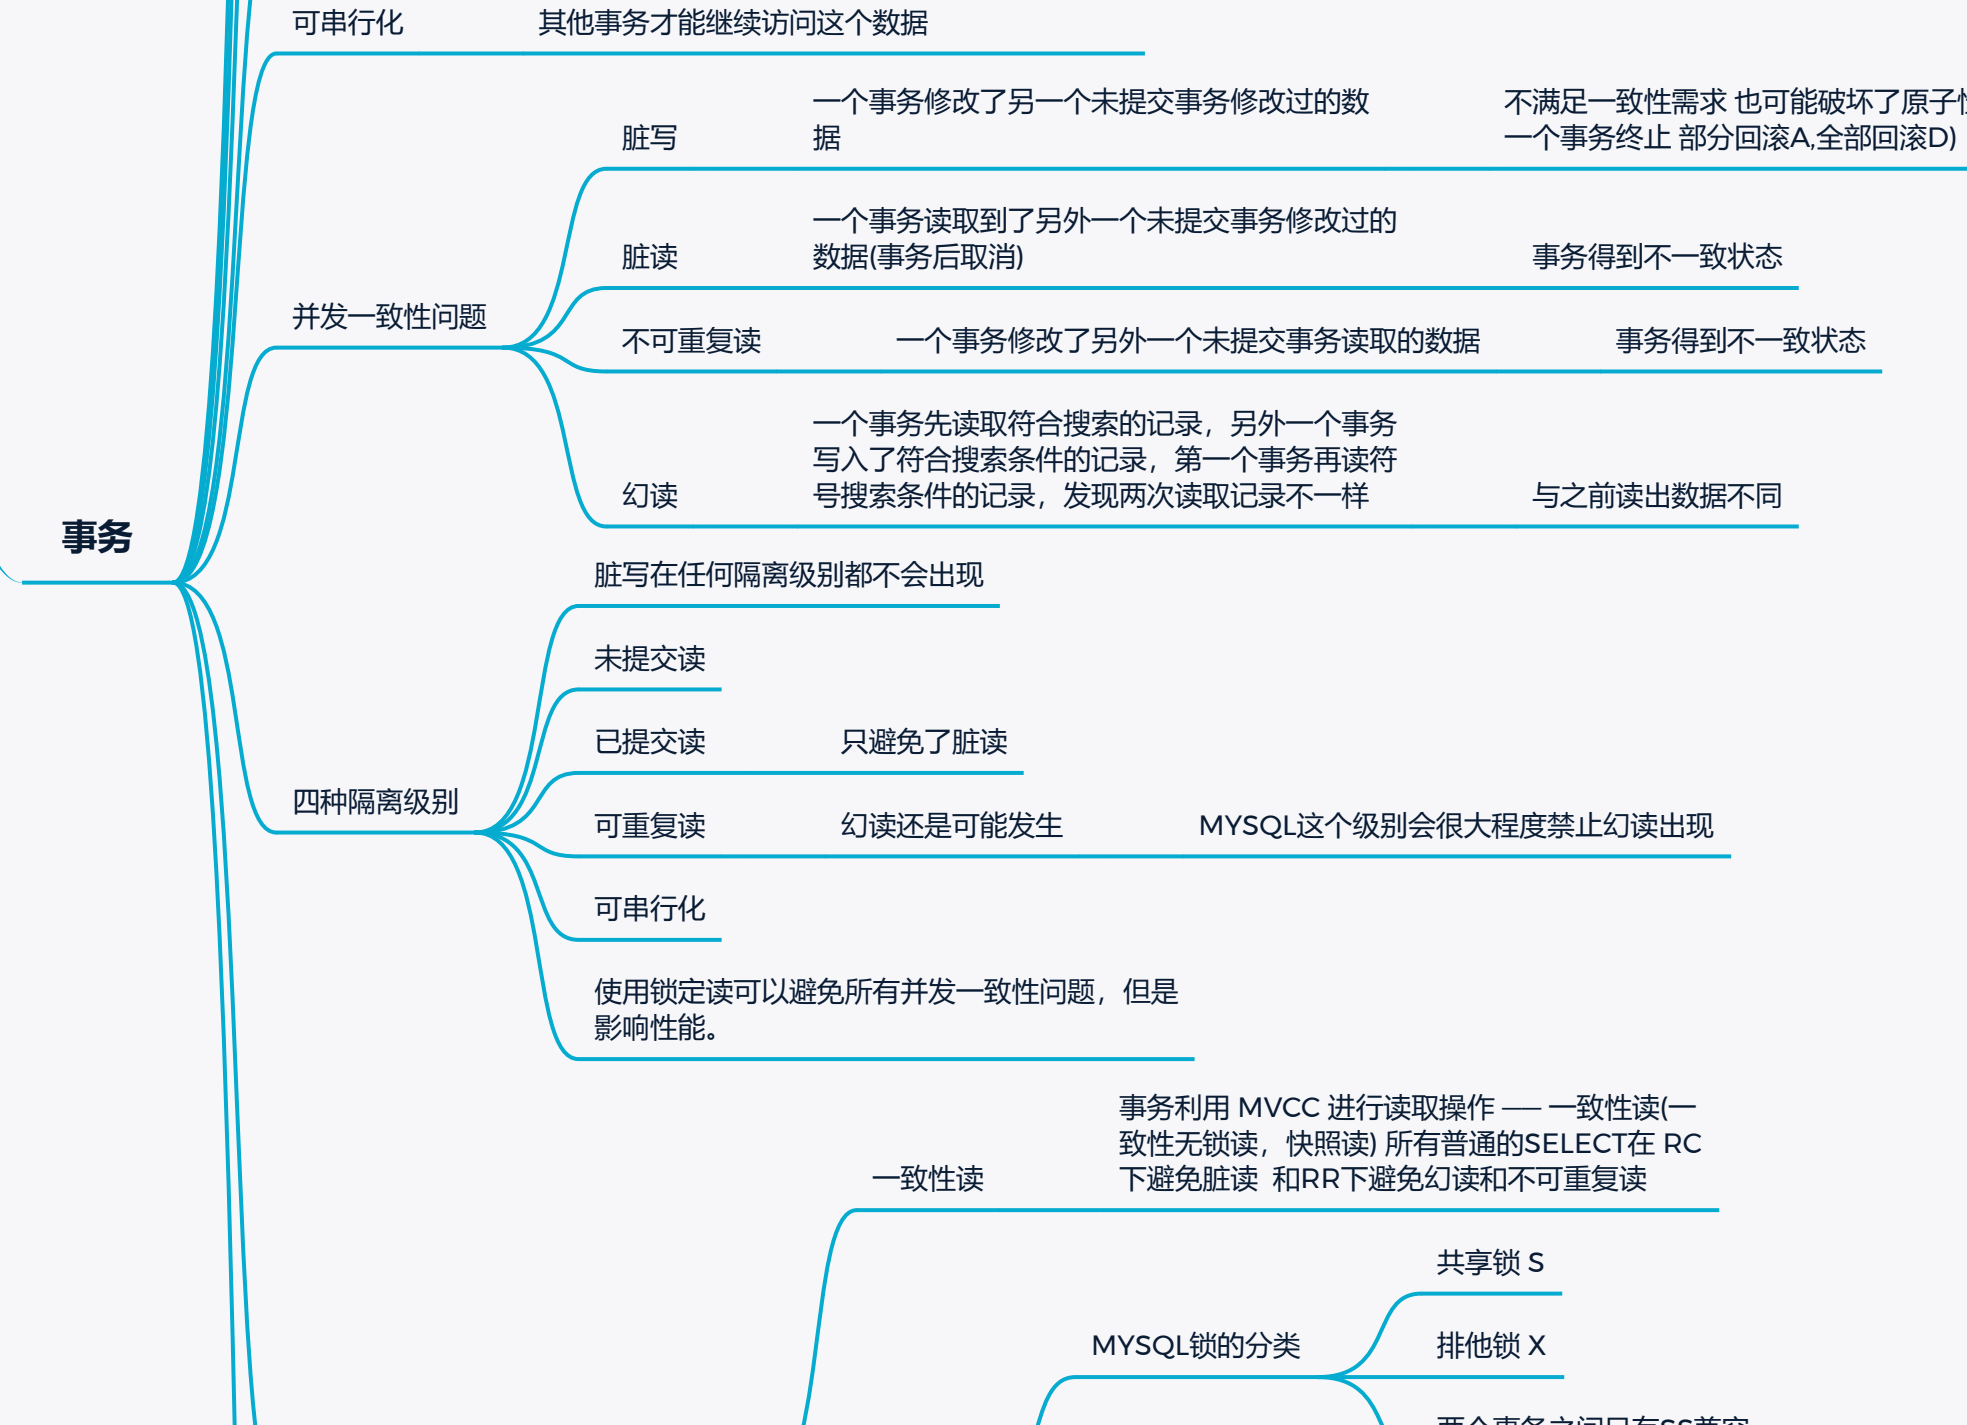 可串行化
其他事务才能继续访问这个数据
脏写
一个事务修改了另一个未提交事务修改过的数
据
不满足一致性需求 也可能破坏了原子
一个事务终止 部分回滚A,全部回滚D)
脏读
一个事务读取到了另外一个未提交事务修改过的
数据(事务后取消)
事务得到不一致状态
并发一致性问题
不可重复读
一个事务修改了另外一个未提交事务读取的数据
事务得到不一致状态
幻读
一个事务先读取符合搜索的记录，另外一个事务
写入了符合搜索条件的记录，第一个事务再读符
号搜索条件的记录，发现两次读取记录不一样
与之前读出数据不同
事务
脏写在任何隔离级别都不会出现
未提交读
已提交读
只避免了脏读
四种隔离级别
可重复读
幻读还是可能发生
MYSQL这个级别会很大程度禁止幻读出现
可串行化
使用锁定读可以避免所有并发一致性问题，但是
影响性能。
一致性读
事务利用 MVCC 进行读取操作 —— 一致性读(一
致性无锁读，快照读) 所有普通的SELECT在 RC
下避免脏读  和RR下避免幻读和不可重复读
共享锁 S
MYSQL锁的分类
排他锁 X
两个事务之间只有SS兼容